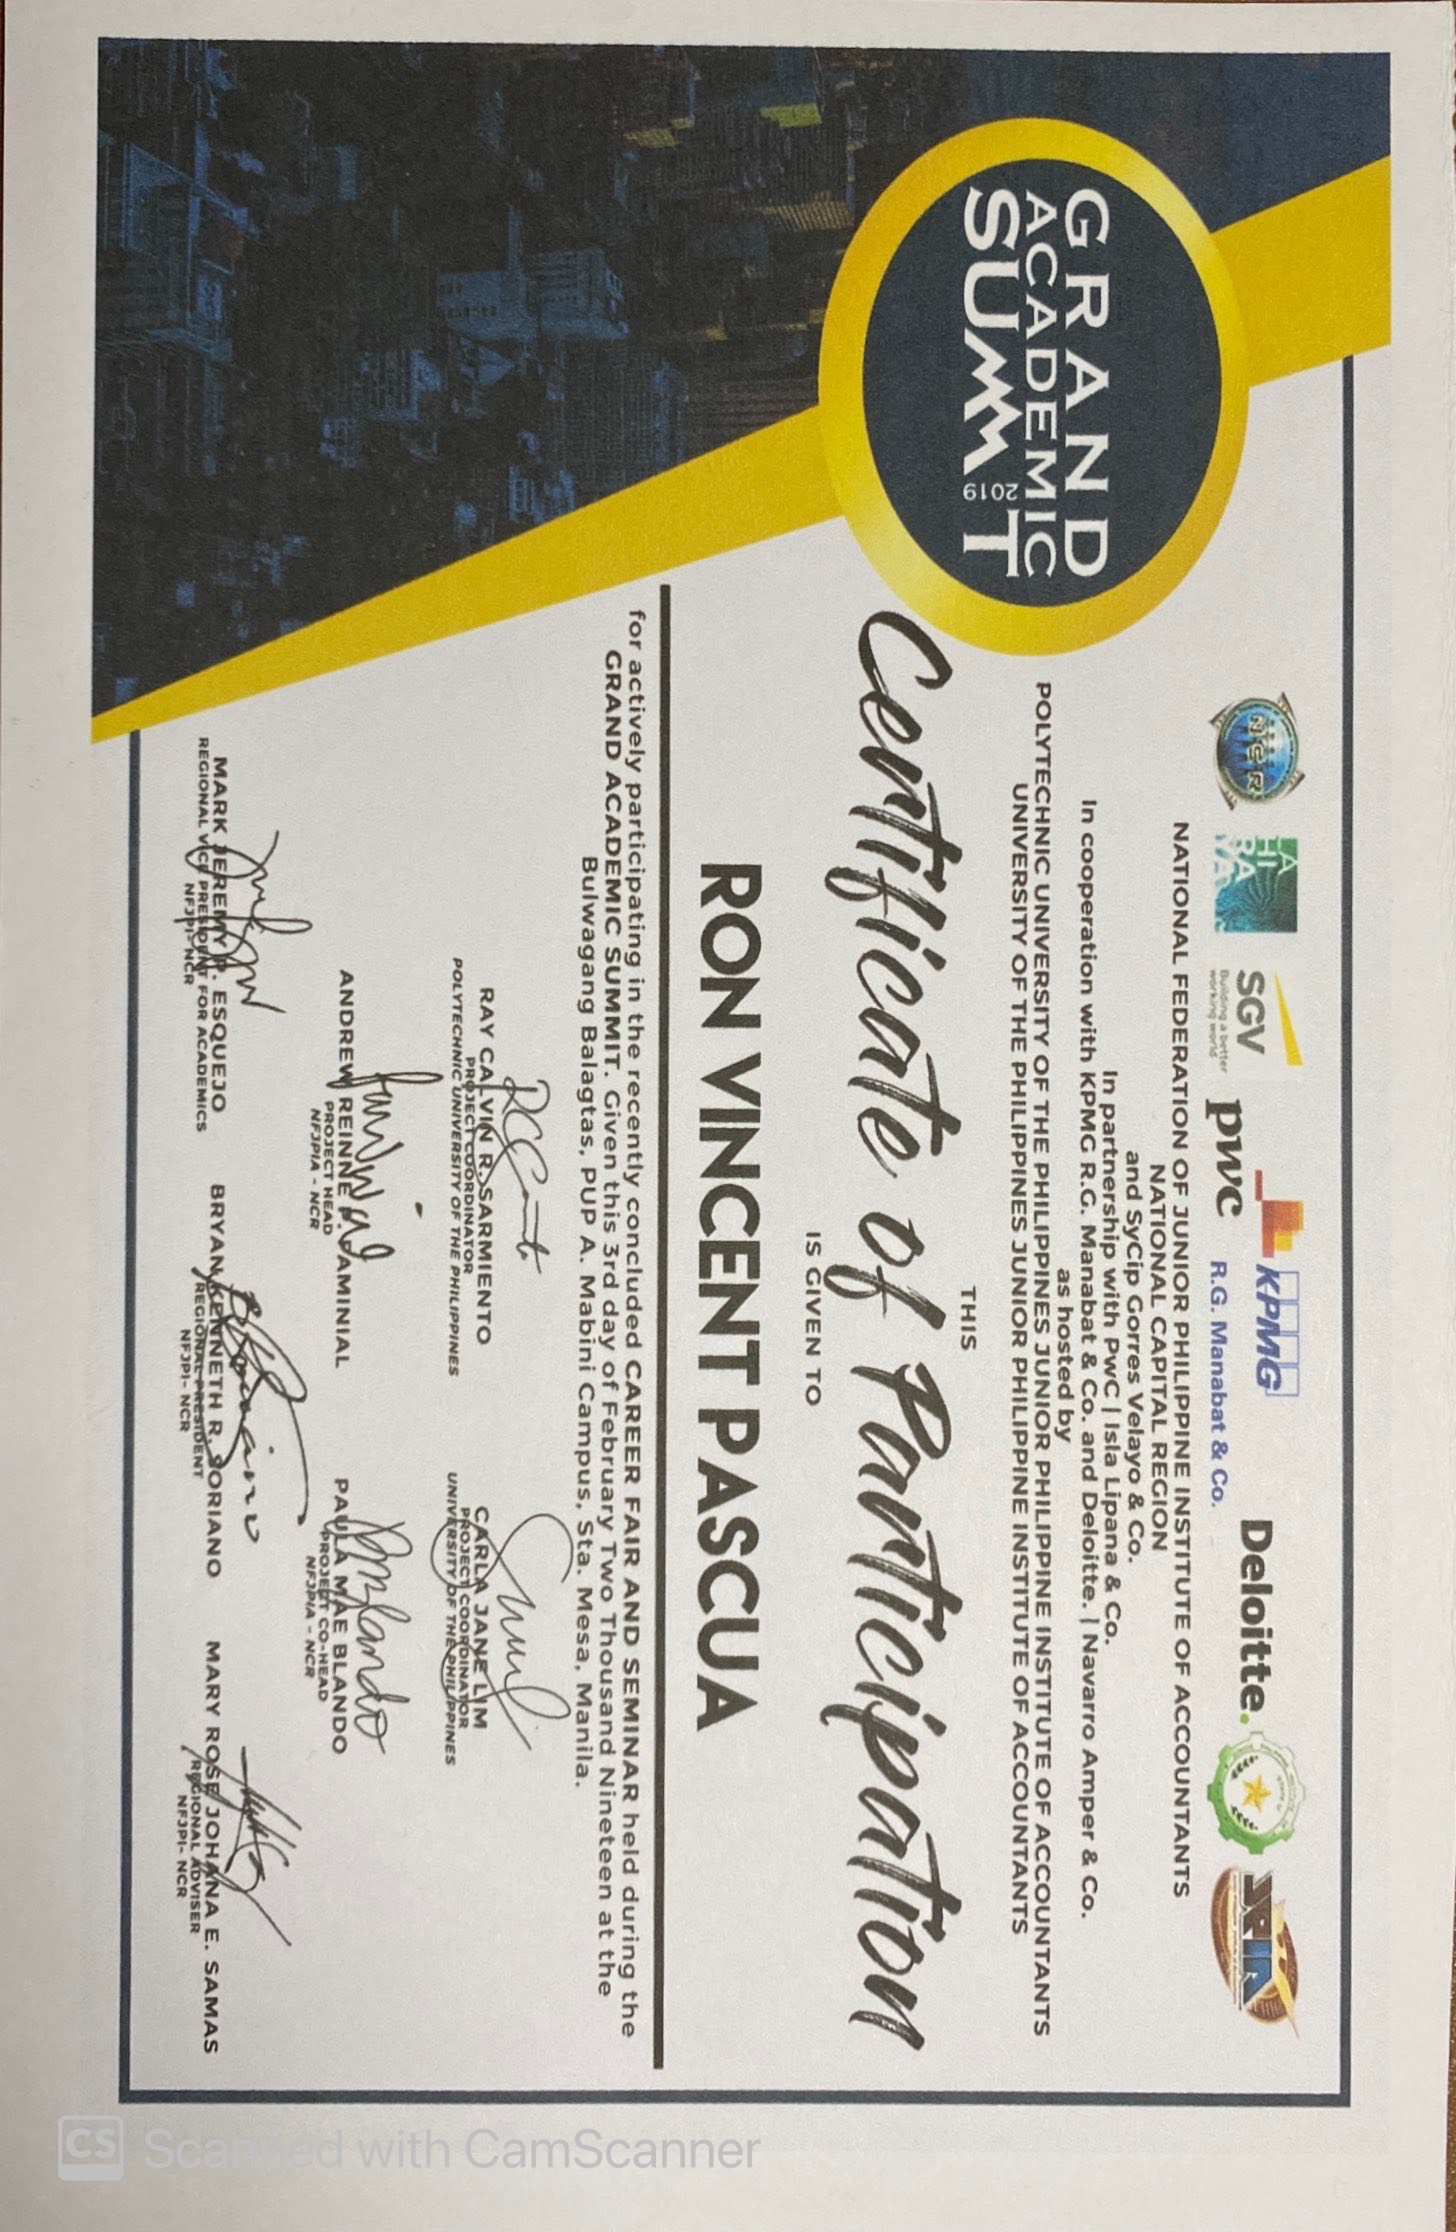 GRAND
ACADEMIC
SUMMIT
2019
NCR
SGV
Building a better
working world
pwc
KPMG
R.G. Manabat & Co.
Deloitte.
JPIA
NATIONAL FEDERATION OF JUNIOR PHILIPPINE INSTITUTE OF ACCOUNTANTS
NATIONAL CAPITAL REGION
and SyCip Gorres Velayo & Co.
In partnership with PwC | Isla Lipana & Co.
In cooperation with KPMG R.G. Manabat & Co. and Deloitte. | Navarro Amper & Co.
as hosted by
POLYTECHNIC UNIVERSITY OF THE PHILIPPINES JUNIOR PHILIPPINE INSTITUTE OF ACCOUNTANTS
UNIVERSITY OF THE PHILIPPINES JUNIOR PHILIPPINE INSTITUTE OF ACCOUNTANTS
THIS
Certificate of Participation
IS GIVEN TO
RON VINCENT PASCUA
for actively participating in the recently concluded CAREER FAIR AND SEMINAR held during the
GRAND ACADEMIC SUMMIT. Given this 3rd day of February Two Thousand Nineteen at the
Bulwagang Balagtas, PUP A. Mabini Campus, Sta. Mesa, Manila.
RAY CALVIN R. SARMIENTO
PROJECT COORDINATOR
POLYTECHNIC UNIVERSITY OF THE PHILIPPINES
CARLA JANE LIM
PROJECT COORDINATOR
UNIVERSITY OF THE PHILIPPINES
ANDREW REINNE P. AMINIAL
PROJECT HEAD
NFJPIA - NCR
PAULA MAE BLANDO
PROJECT CO-HEAD
NFJPIA - NCR
MARK JEREMY P. ESQUEJO
REGIONAL VICE PRESIDENT FOR ACADEMICS
NFJPI- NCR
BRYAN KENNETH R. SORIANO
REGIONAL PRESIDENT
NFJPI- NCR
MARY ROSE JOHANA E. SAMAS
REGIONAL ADVISER
NFJPI- NCR
CS Scanned with CamScanner